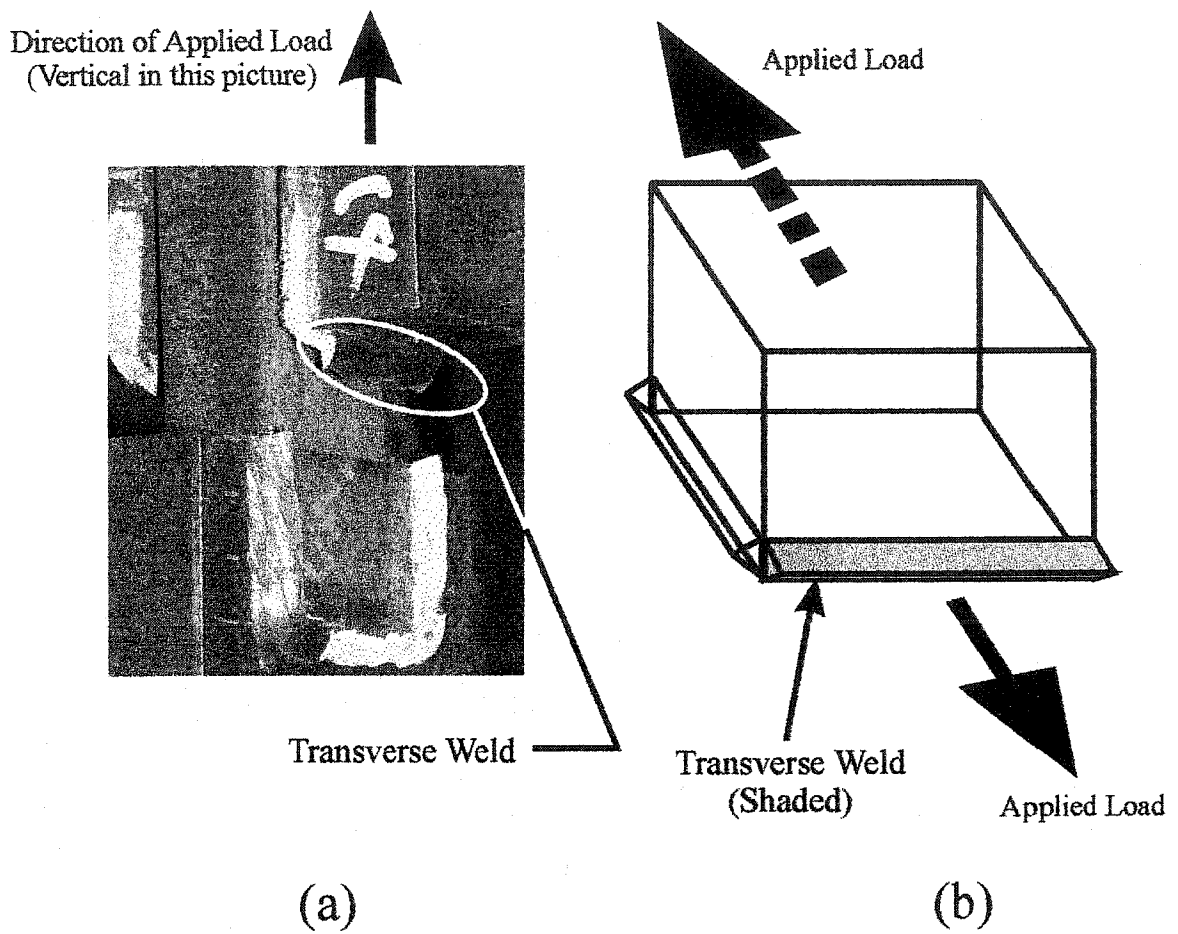 Direction of Applied Load
(Vertical in this picture)
Applied Load
Transverse Weld
Transverse Weld
(Shaded)
Applied Load
(a)
(b)